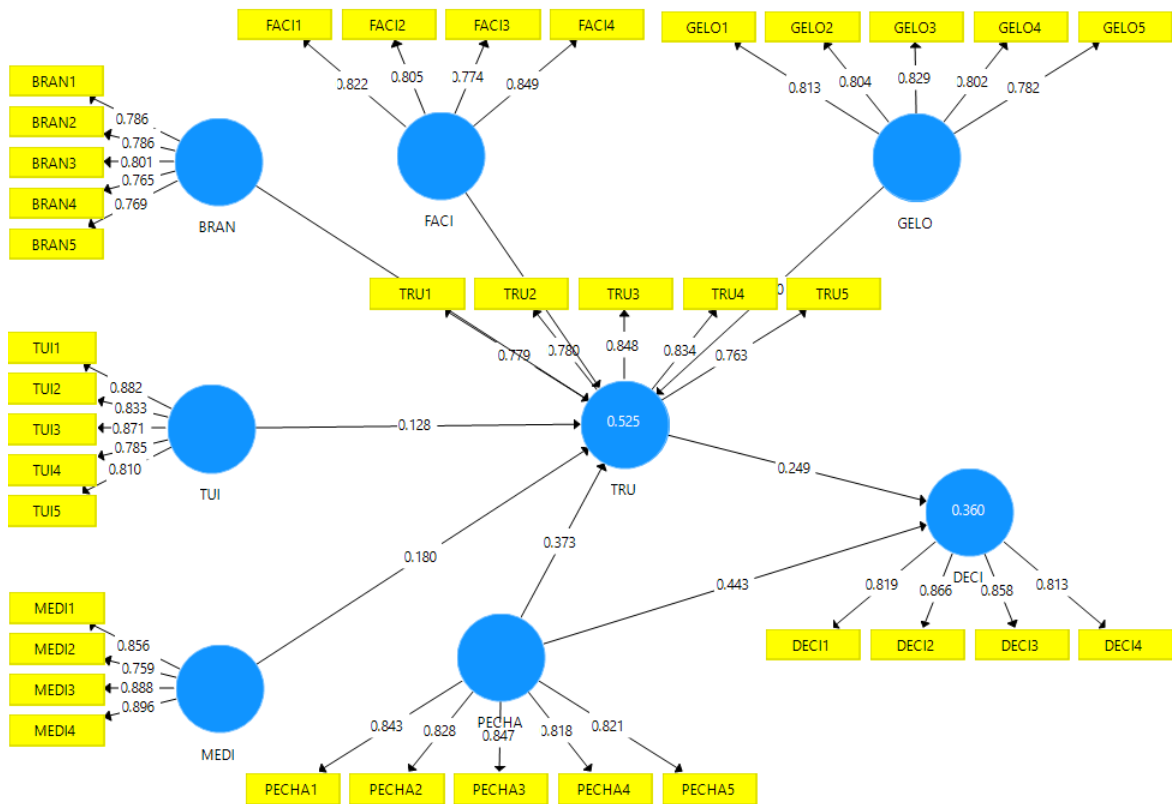 FACI1
FACI2
FACI3
FACI4
GELO1
GELO2
GELO3
GELO4
GELO5
0.822
0.805
0.774
0.849
0.813
0.804
0.829
0.802
0.782
BRAN1
BRAN2
BRAN3
BRAN4
BRAN5
0.786
0.786
0.801
0.765
0.769
BRAN
FACI
GELO
TRU1
TRU2
TRU3
TRU4
TRU5
0.779
0.780
0.848
0.834
0.763
TUI1
TUI2
TUI3
TUI4
TUI5
0.882
0.833
0.871
0.785
0.810
TUI
0.128
0.525
TRU
0.249
0.360
DECI
0.180
0.373
0.443
0.819
0.866
0.858
0.813
DECI1
DECI2
DECI3
DECI4
MEDI1
MEDI2
MEDI3
MEDI4
0.856
0.759
0.888
0.896
MEDI
PECHA
0.843
0.828
0.847
0.818
0.821
PECHA1
PECHA2
PECHA3
PECHA4
PECHA5